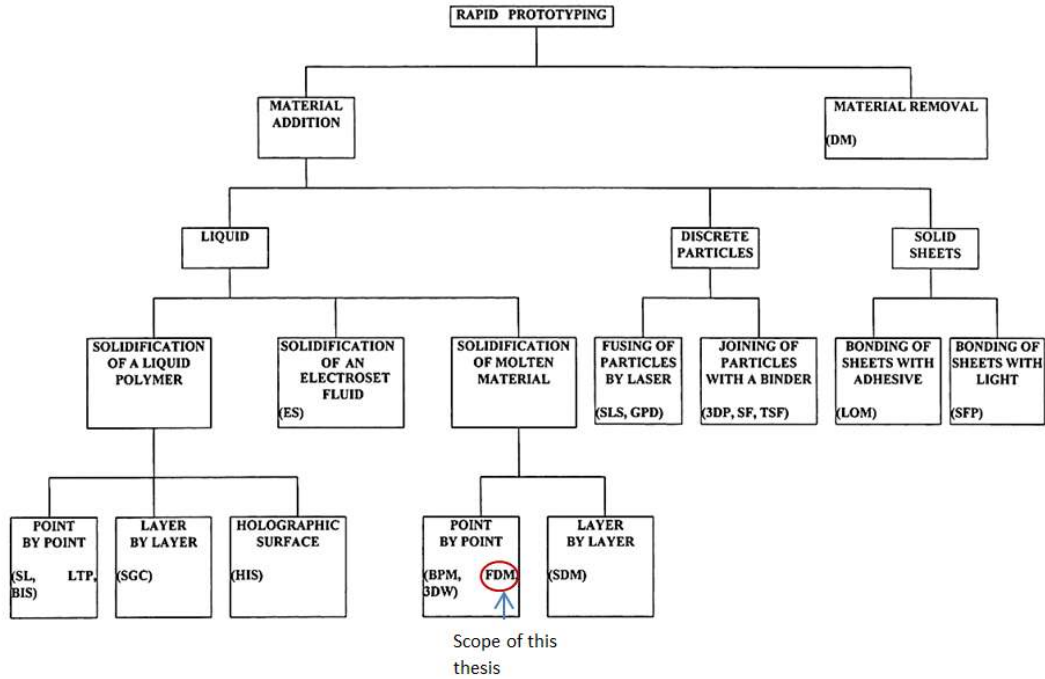 RAPID PROTOTYPING
MATERIAL
ADDITION
MATERIAL REMOVAL
(DM)
LIQUID
DISCRETE
PARTICLES
SOLID
SHEETS
SOLIDIFICATION
OF A LIQUID
POLYMER
SOLIDIFICATION
OF AN
ELECTROSET
FLUID
(ES)
SOLIDIFICATION
OF MOLTEN
MATERIAL
FUSING OF
PARTICLES
BY LASER
(SLS, GPD)
JOINING OF
PARTICLES
WITH A BINDER
(3DP, SF, TSF)
BONDING OF
SHEETS WITH
ADHESIVE
(LOM)
BONDING OF
SHEETS WITH
LIGHT
(SFP)
POINT
BY POINT
(SL, LTP,
BIS)
LAYER
BY LAYER
(SGC)
HOLOGRAPHIC
SURFACE
(HIS)
POINT
BY POINT
(BPM, FDM,
3DW)
LAYER
BY LAYER
(SDM)
Scope of this
thesis